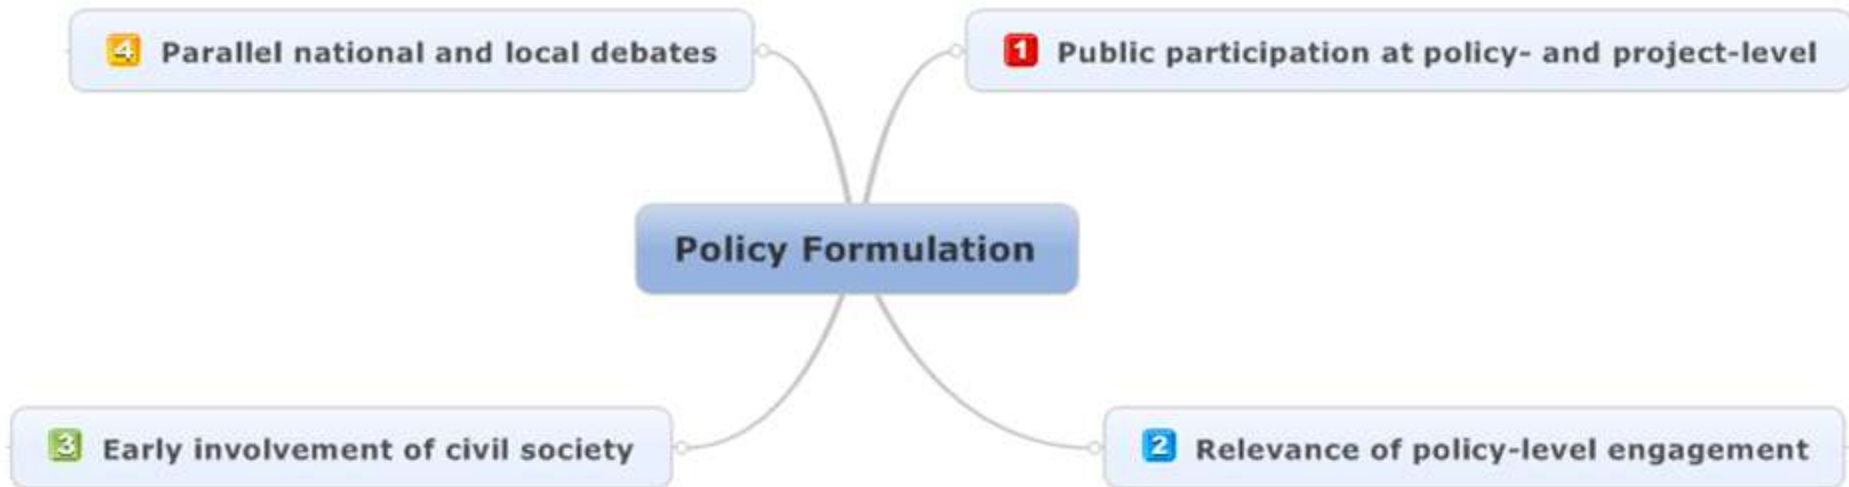 4 Parallel national and local debates
1 Public participation at policy- and project-level
Policy Formulation
3 Early involvement of civil society
2 Relevance of policy-level engagement